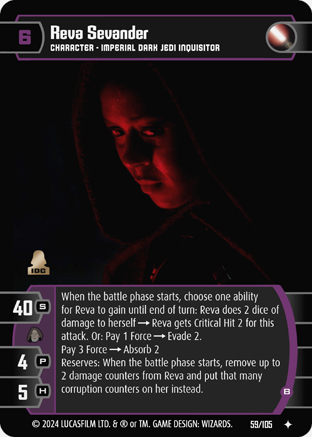 6
Reva Sevander
CHARACTER - IMPERIAL DARK JEDI INQUISITOR
IDC
40 S
4 P
5 H
When the battle phase starts, choose one ability
for Reva to gain until end of turn: Reva does 2 dice of
damage to herself → Reva gets Critical Hit 2 for this
attack. Or: Pay 1 Force → Evade 2.
Pay 3 Force → Absorb 2
Reserves: When the battle phase starts, remove up to
2 damage counters from Reva and put that many
corruption counters on her instead.
B
© 2024 LUCASFILM LTD. & ® or TM. GAME DESIGN: WIZARDS. 59/105